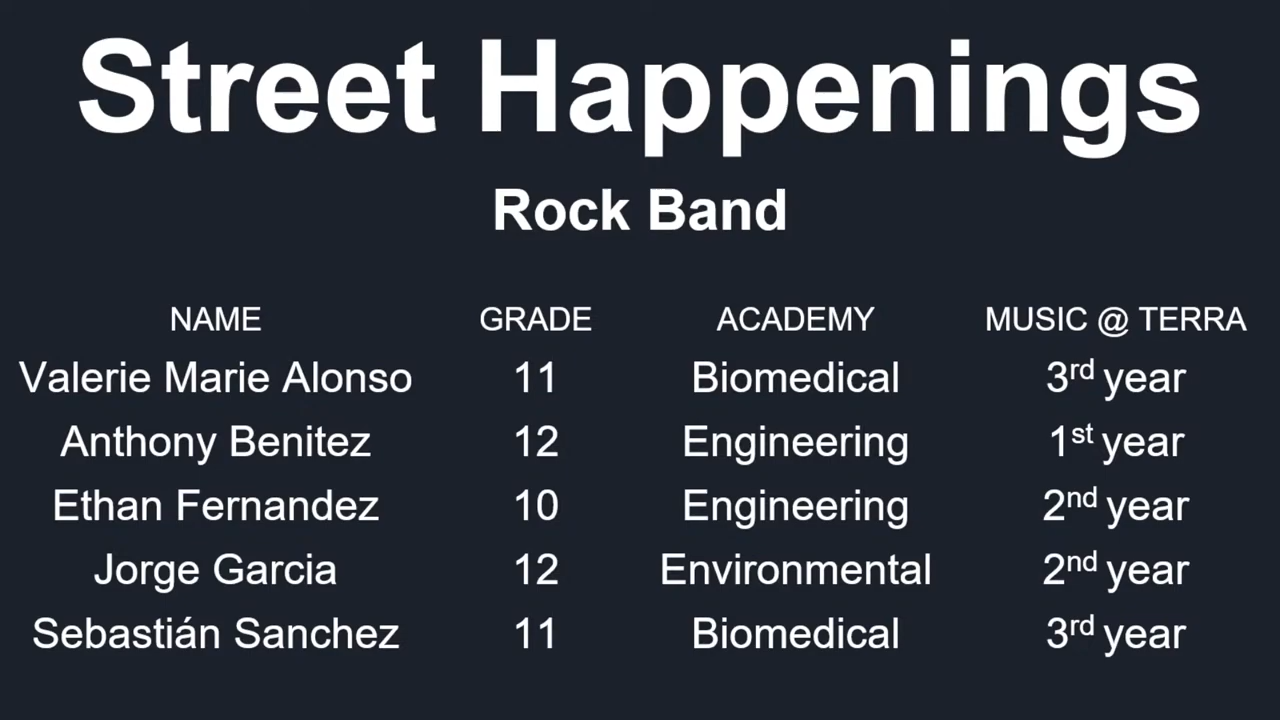 Street Happenings
Rock Band
NAME GRADE ACADEMY MUSIC @ TERRA
Valerie Marie Alonso 11 Biomedical 3rd year
Anthony Benitez 12 Engineering 1st year
Ethan Fernandez 10 Engineering 2nd year
Jorge Garcia 12 Environmental 2nd year
Sebastián Sanchez 11 Biomedical 3rd year